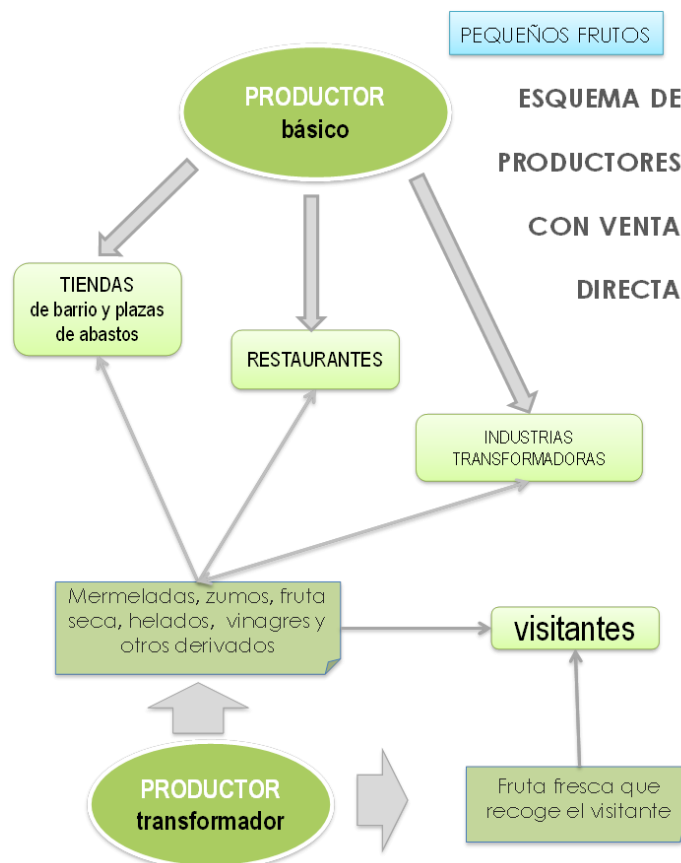 PEQUEÑOS FRUTOS
ESQUEMA DE
PRODUCTORES
CON VENTA
DIRECTA
PRODUCTOR
básico
TIENDAS
de barrio y plazas
de abastos
RESTAURANTES
INDUSTRIAS
TRANSFORMADORAS
Mermeladas, zumos, fruta
seca, helados, vinagres y
otros derivados
visitantes
PRODUCTOR
transformador
Fruta fresca que
recoge el visitante